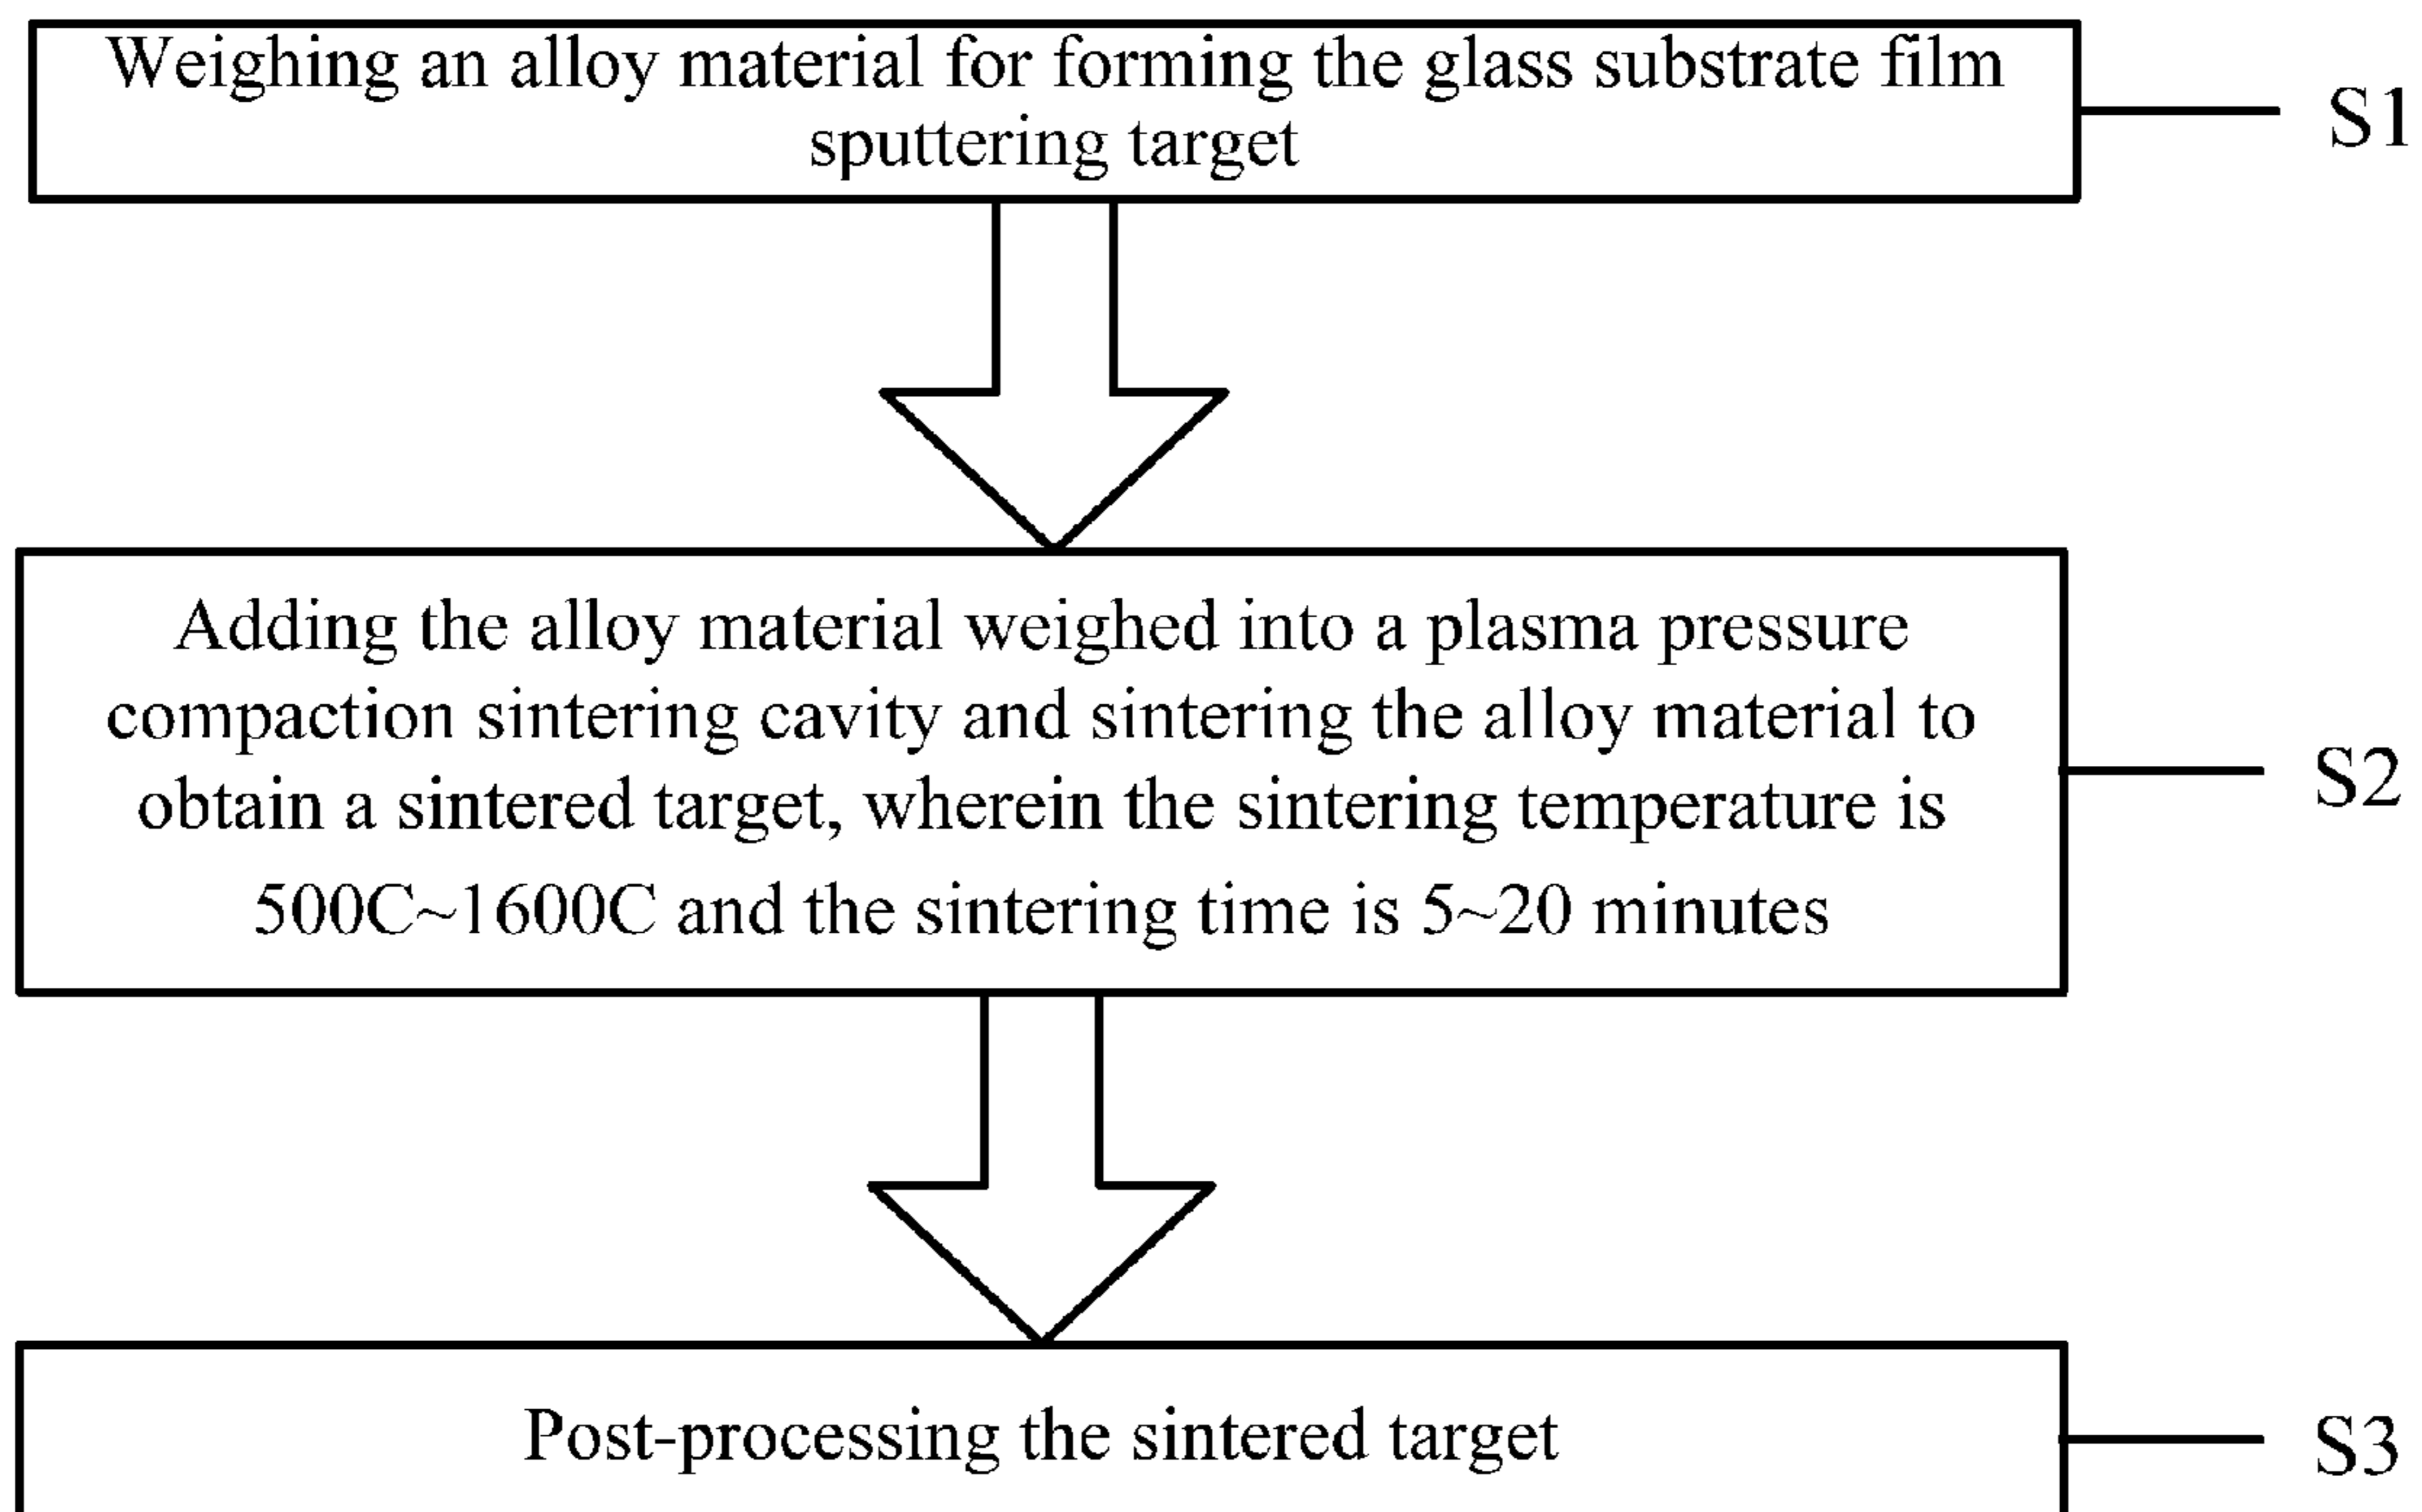 Weighing an alloy material for forming the glass substrate film
sputtering target
S1
Adding the alloy material weighed into a plasma pressure
compaction sintering cavity and sintering the alloy material to
obtain a sintered target, wherein the sintering temperature is
500C~1600C and the sintering time is 5~20 minutes
S2
Post-processing the sintered target
S3